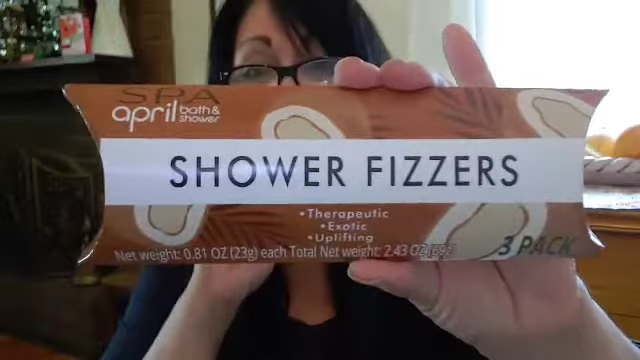 SPA
april bath & shower
SHOWER FIZZERS
• Therapeutic
• Exotic
• Uplifting
Net weight: 0.81 OZ (23g) each Total Net weight: 2.43 OZ (69g)
3 PACK